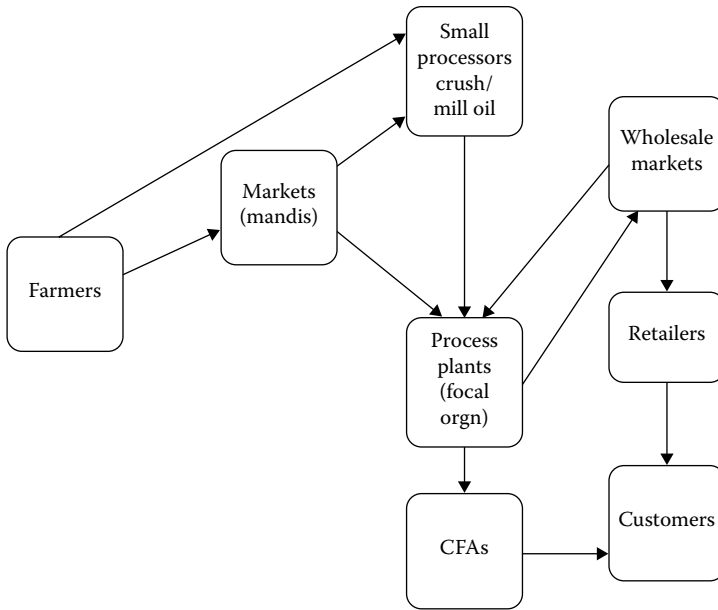 Small
processors
crush/
mill oil
Wholesale
markets
Markets
(mandis)
Farmers
Process
plants
(focal
orgn)
Retailers
CFAs
Customers